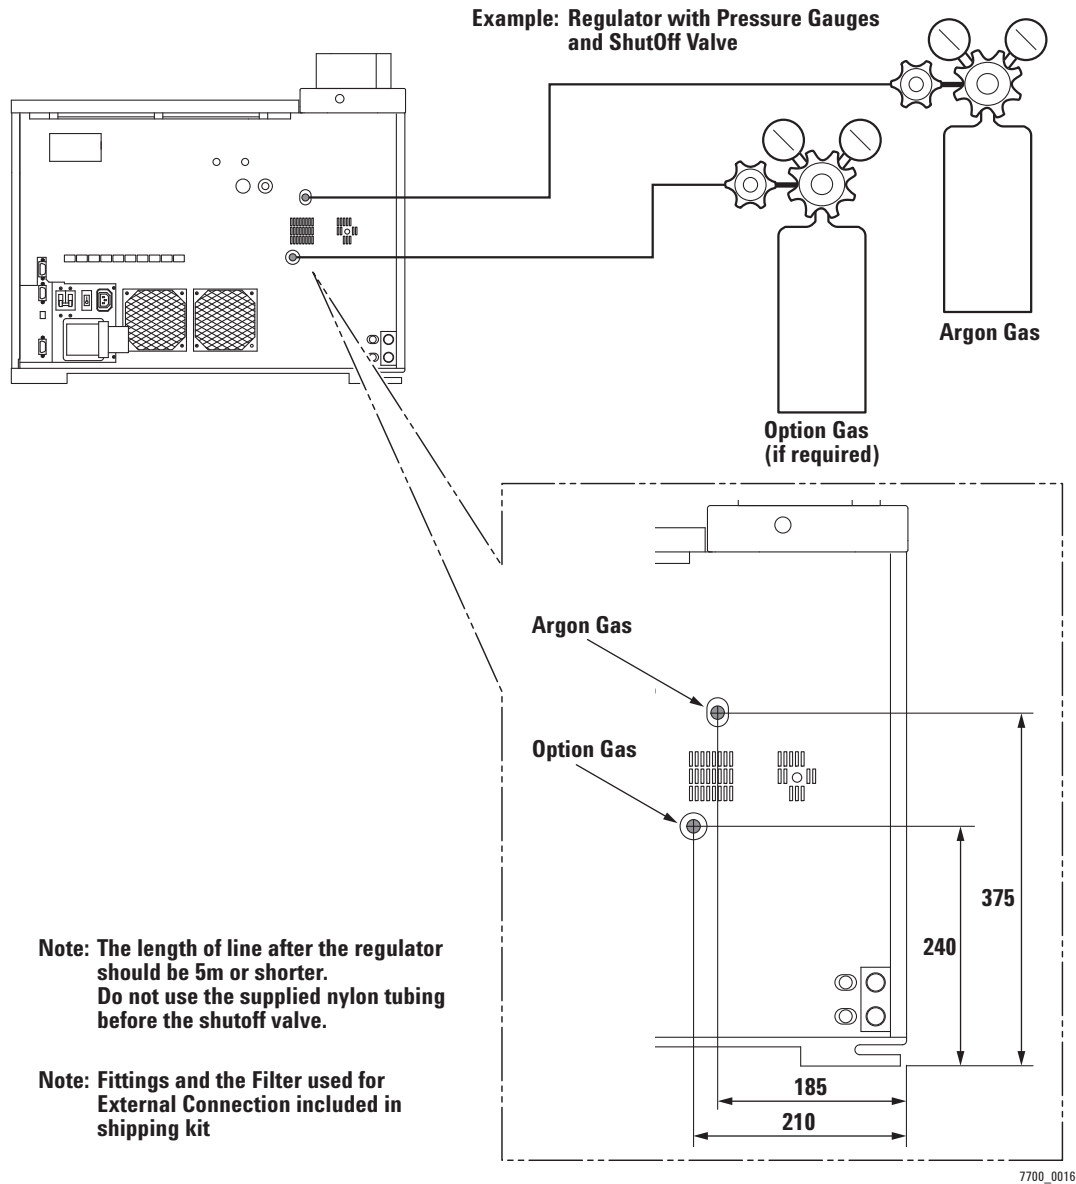 Example: Regulator with Pressure Gauges
and ShutOff Valve
Argon Gas
Option Gas
(if required)
Argon Gas
Option Gas
375
240
185
210
Note: The length of line after the regulator
should be 5m or shorter.
Do not use the supplied nylon tubing
before the shutoff valve.
Note: Fittings and the Filter used for
External Connection included in
shipping kit
7700_0016